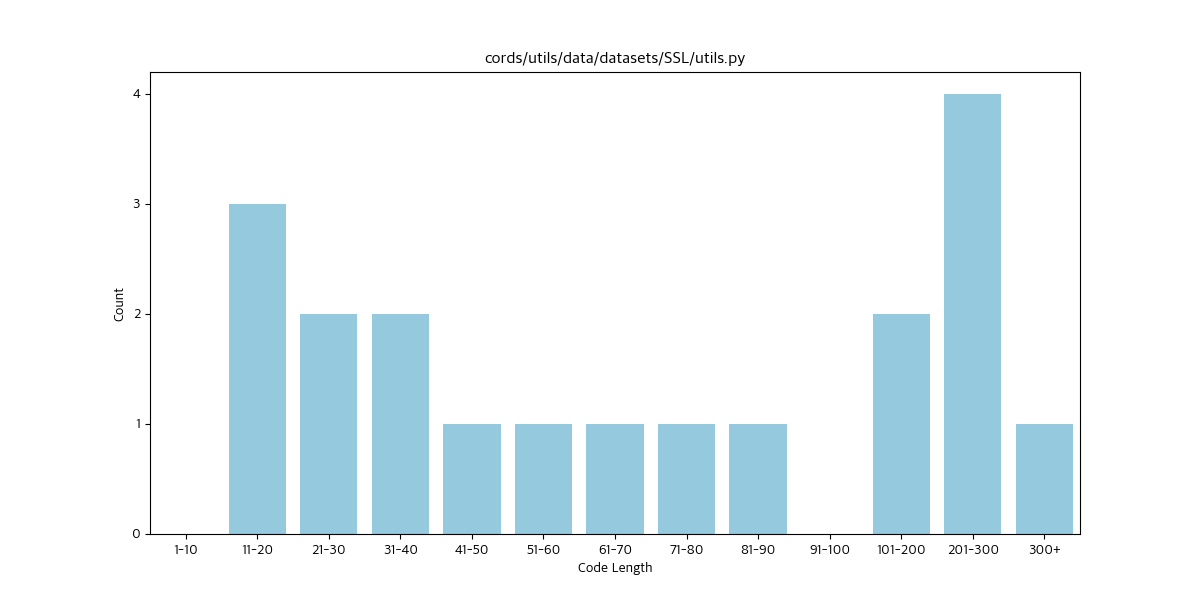 cords/utils/data/datasets/SSL/utils.py
4
3
2
1
0
Count
1-10 11-20 21-30 31-40 41-50 51-60 61-70 71-80 81-90 91-100 101-200 201-300 300+
Code Length